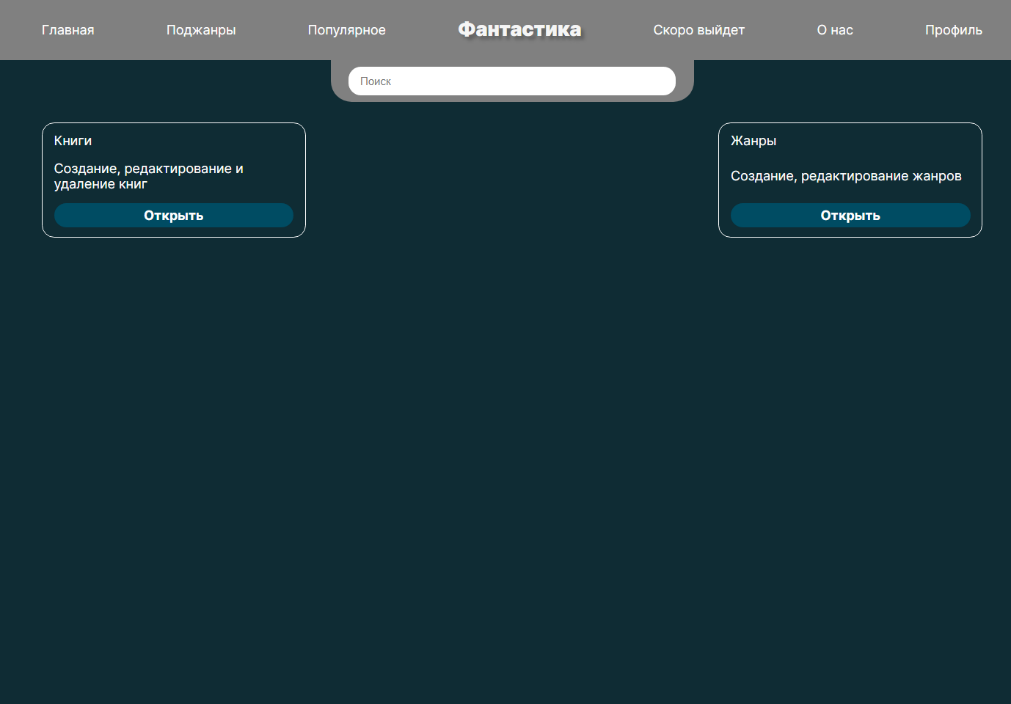 Главная
Поджанры
Популярное
Фантастика
Скоро выйдет
О нас
Профиль
Поиск
Книги
Создание, редактирование и
удаление книг
Открыть
Жанры
Создание, редактирование жанров
Открыть